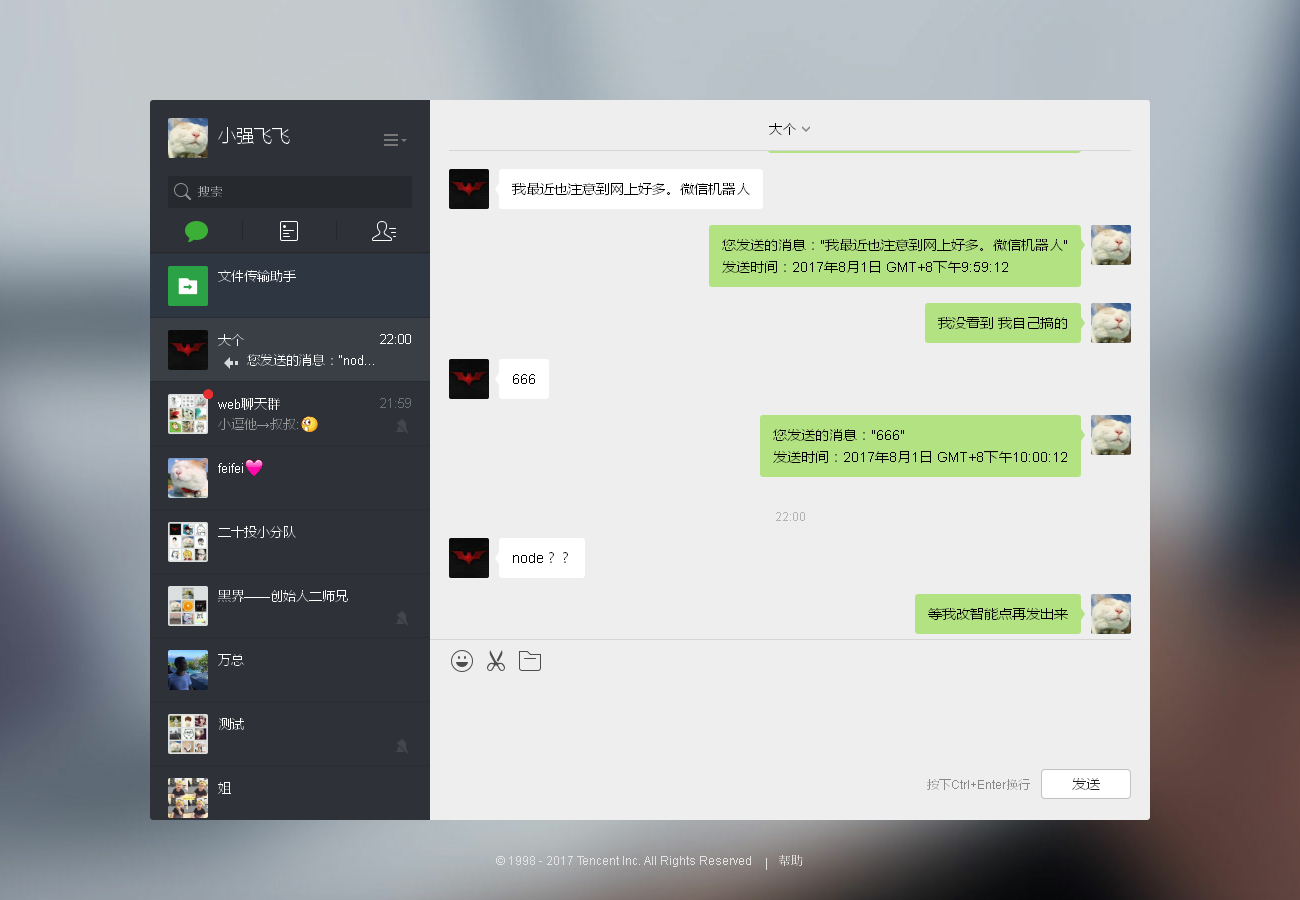 小强飞飞
搜索
文件传输助手
大个
22:00
您发送的消息："nod...
web聊天群
21:59
小逗他→叔叔:
feifei
二十投小分队
黑界——创始人二师兄
万总
测试
姐
大个
我最近也注意到网上好多。微信机器人
您发送的消息："我最近也注意到网上好多。微信机器人"
发送时间：2017年8月1日 GMT+8下午9:59:12
我没看到 我自己搞的
666
您发送的消息："666"
发送时间：2017年8月1日 GMT+8下午10:00:12
22:00
node？？
等我改智能点再发出来
按下Ctrl+Enter换行
发送
© 1998 - 2017 Tencent Inc. All Rights Reserved | 帮助